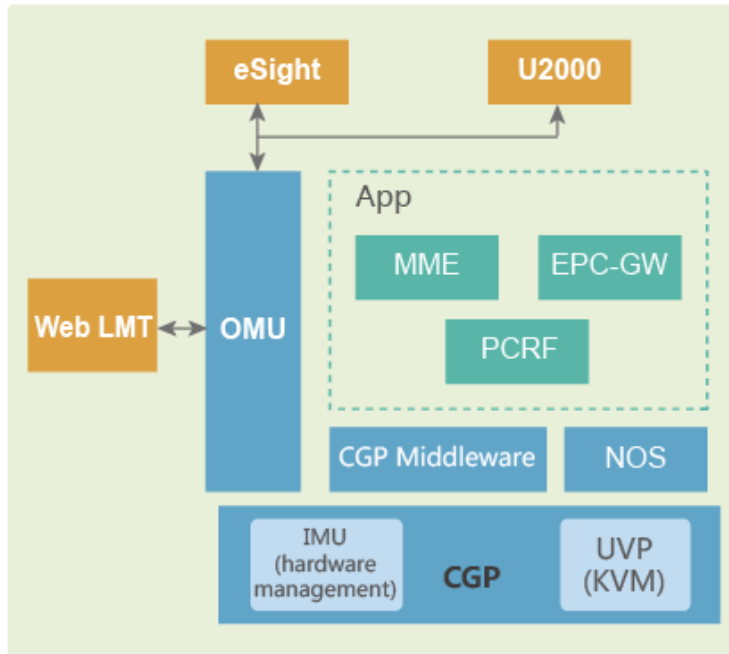 eSight
U2000
App
MME
EPC-GW
Web LMT
OMU
PCRF
CGP Middleware
NOS
IMU
(hardware
management)
CGP
UVP
(KVM)